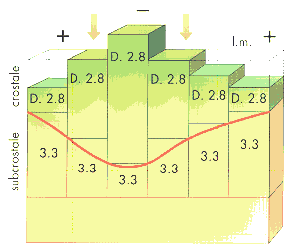 + − l.m. +
crostale
D. 2.8 D. 2.8 D. 2.8 D. 2.8 D. 2.8 D. 2.8
subcrostale
3.3 3.3 3.3 3.3 3.3 3.3